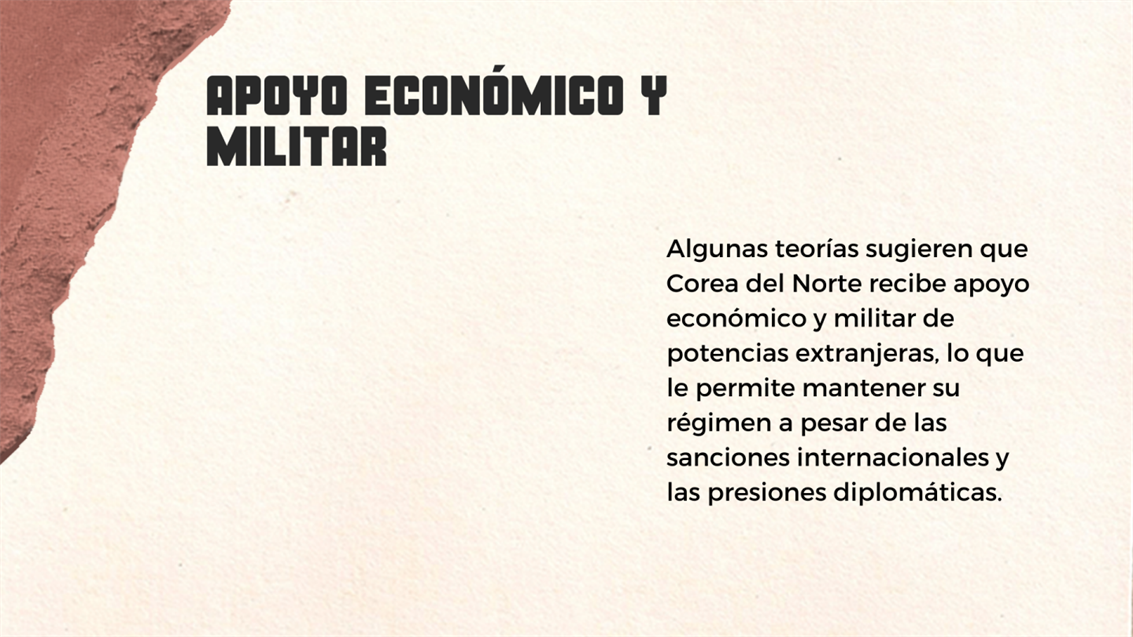 APOYO ECONÓMICO Y
MILITAR
Algunas teorías sugieren que
Corea del Norte recibe apoyo
económico y militar de
potencias extranjeras, lo que
le permite mantener su
régimen a pesar de las
sanciones internacionales y
las presiones diplomáticas.